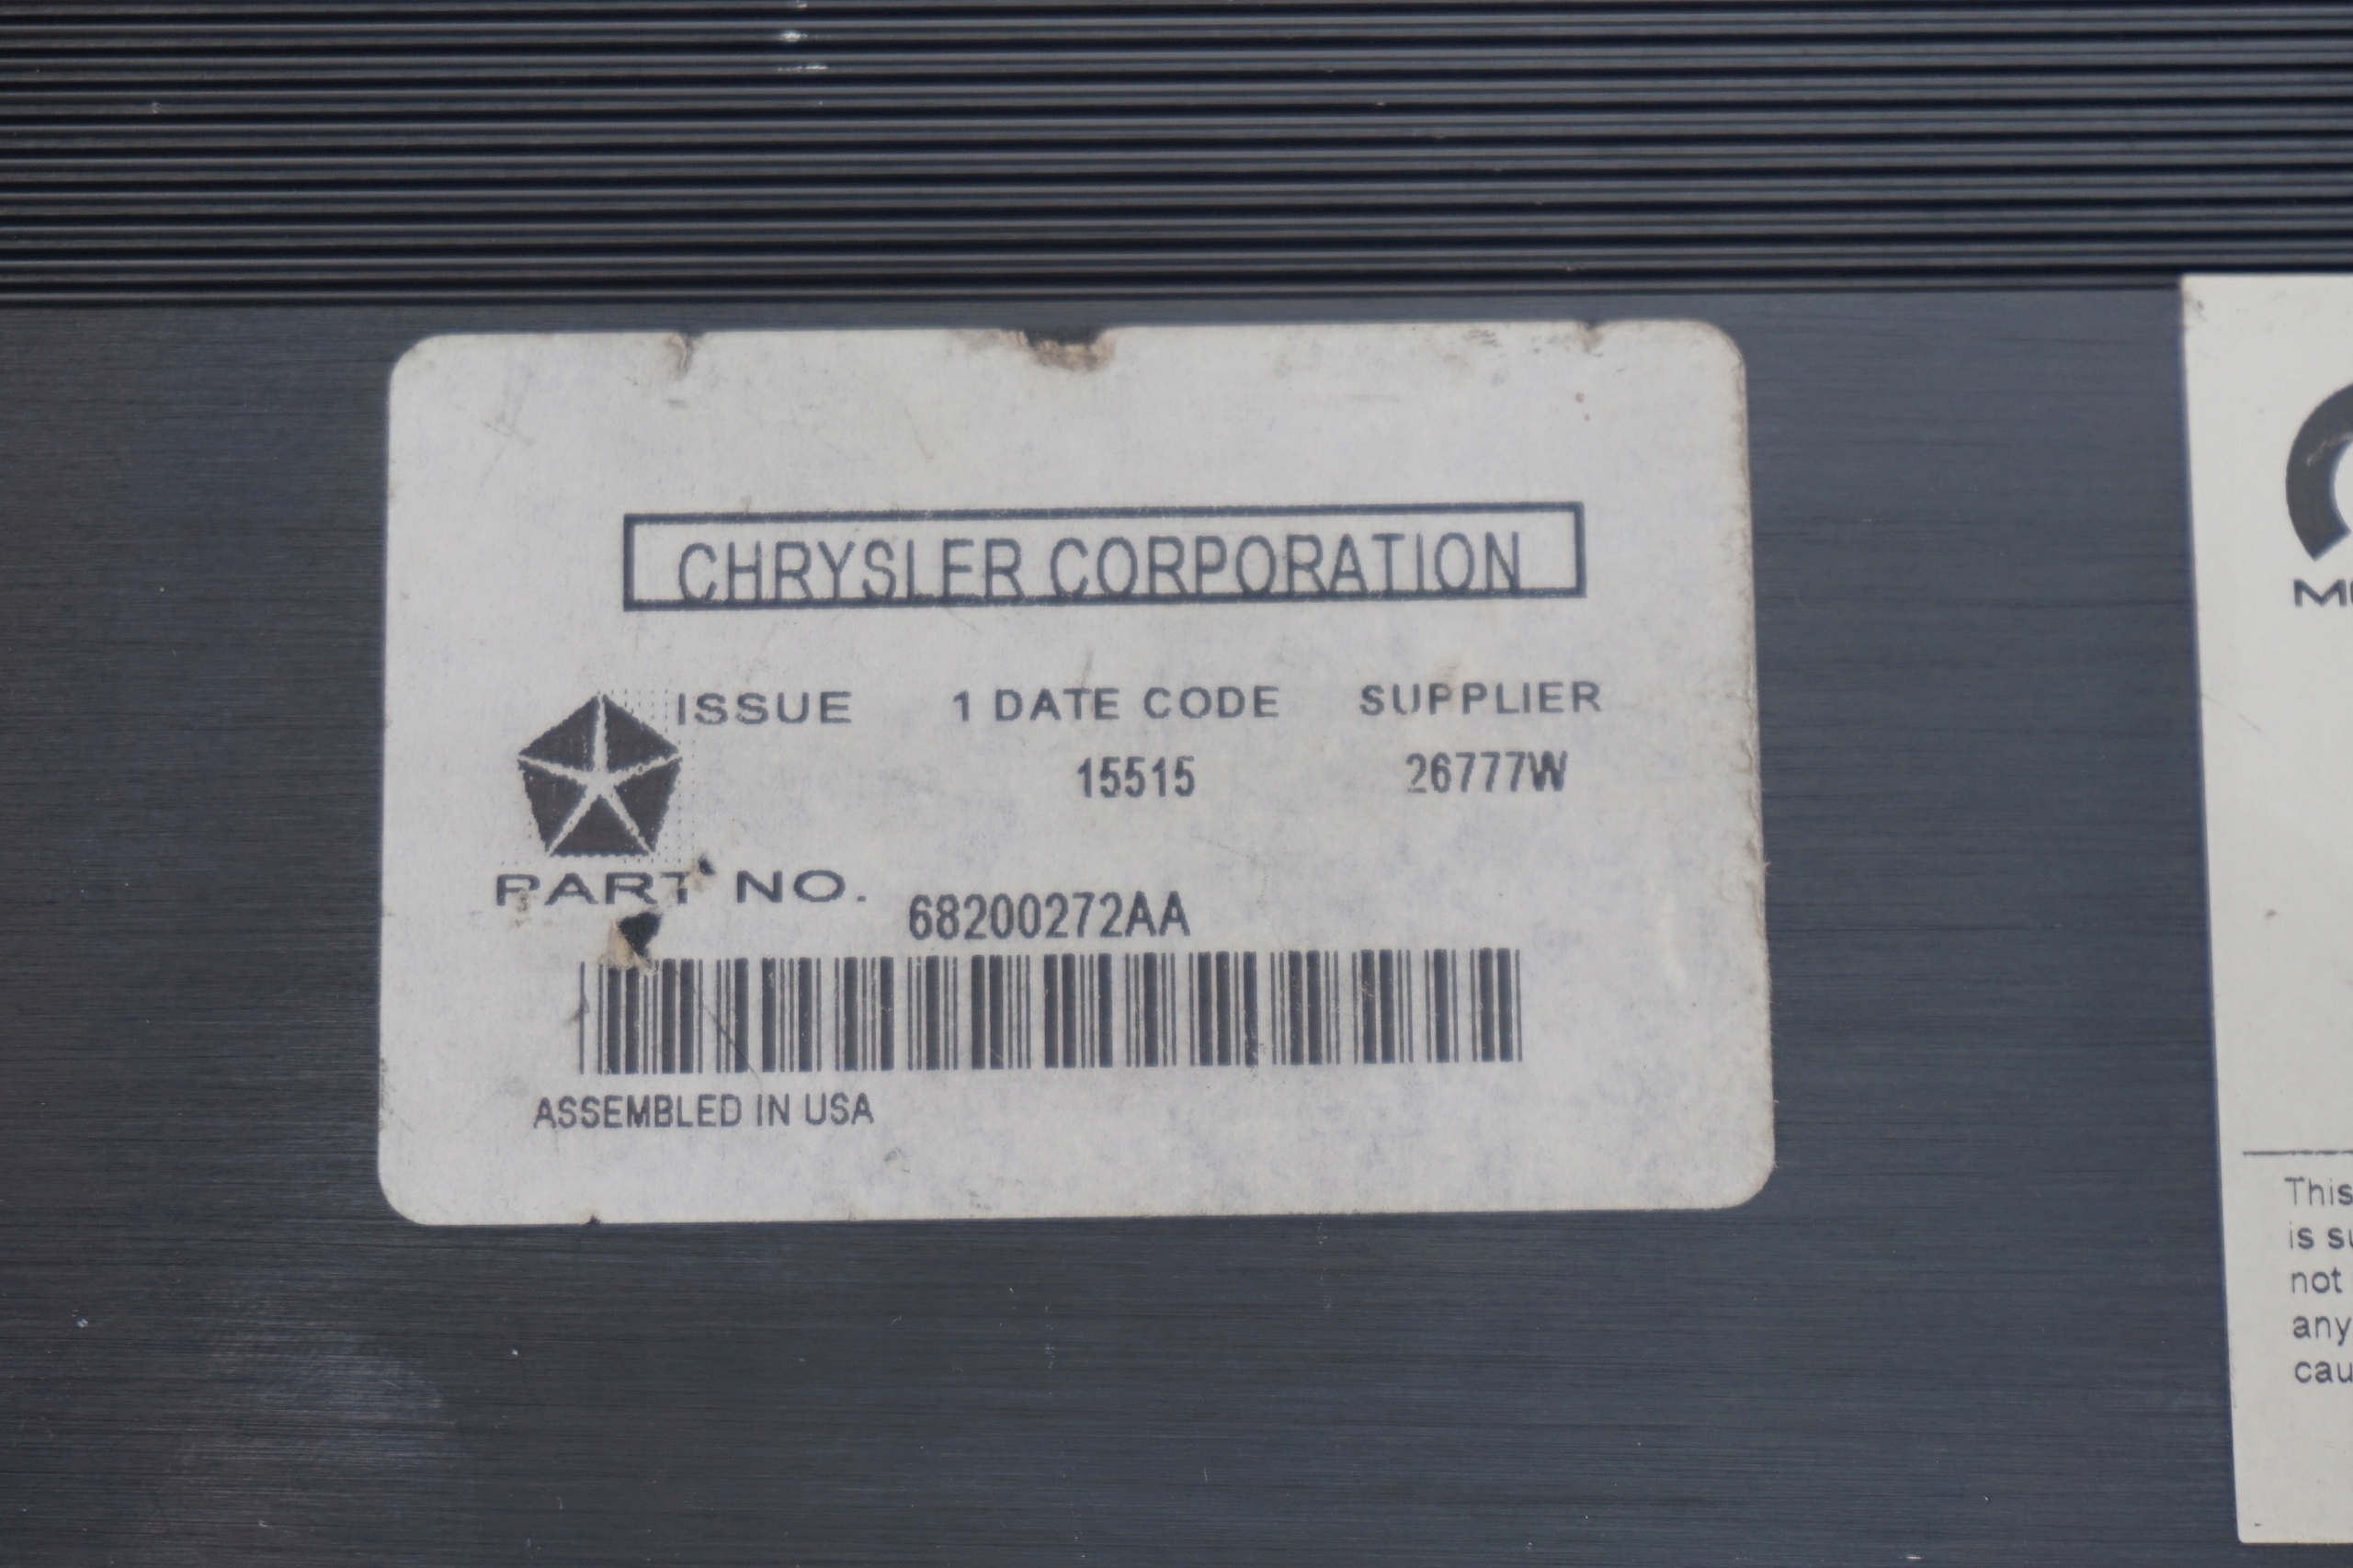 CHRYSLER CORPORATION
ISSUE 1 DATE CODE SUPPLIER
15515 26777W
PART NO. 68200272AA
ASSEMBLED IN USA
This
is
not
any